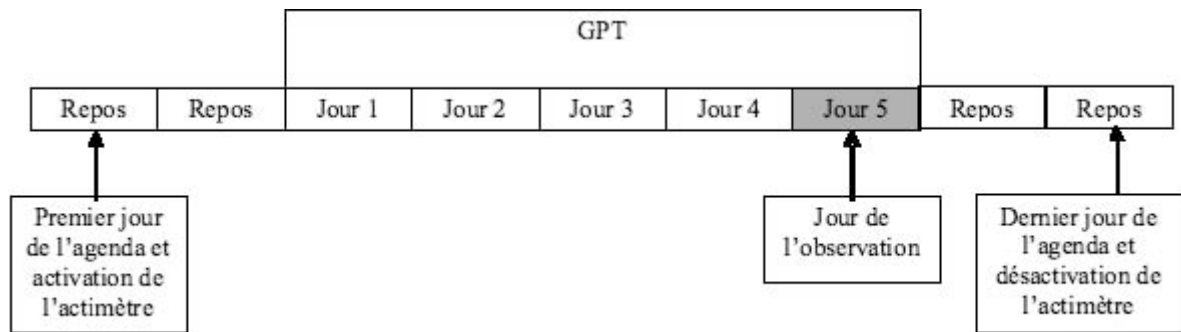 GPT
Repos Repos Jour 1 Jour 2 Jour 3 Jour 4 Jour 5 Repos Repos
Premier jour
de l'agenda et
activation de
l'actimètre
Jour de
l'observation
Dernier jour de
l'agenda et
désactivation de
l'actimètre